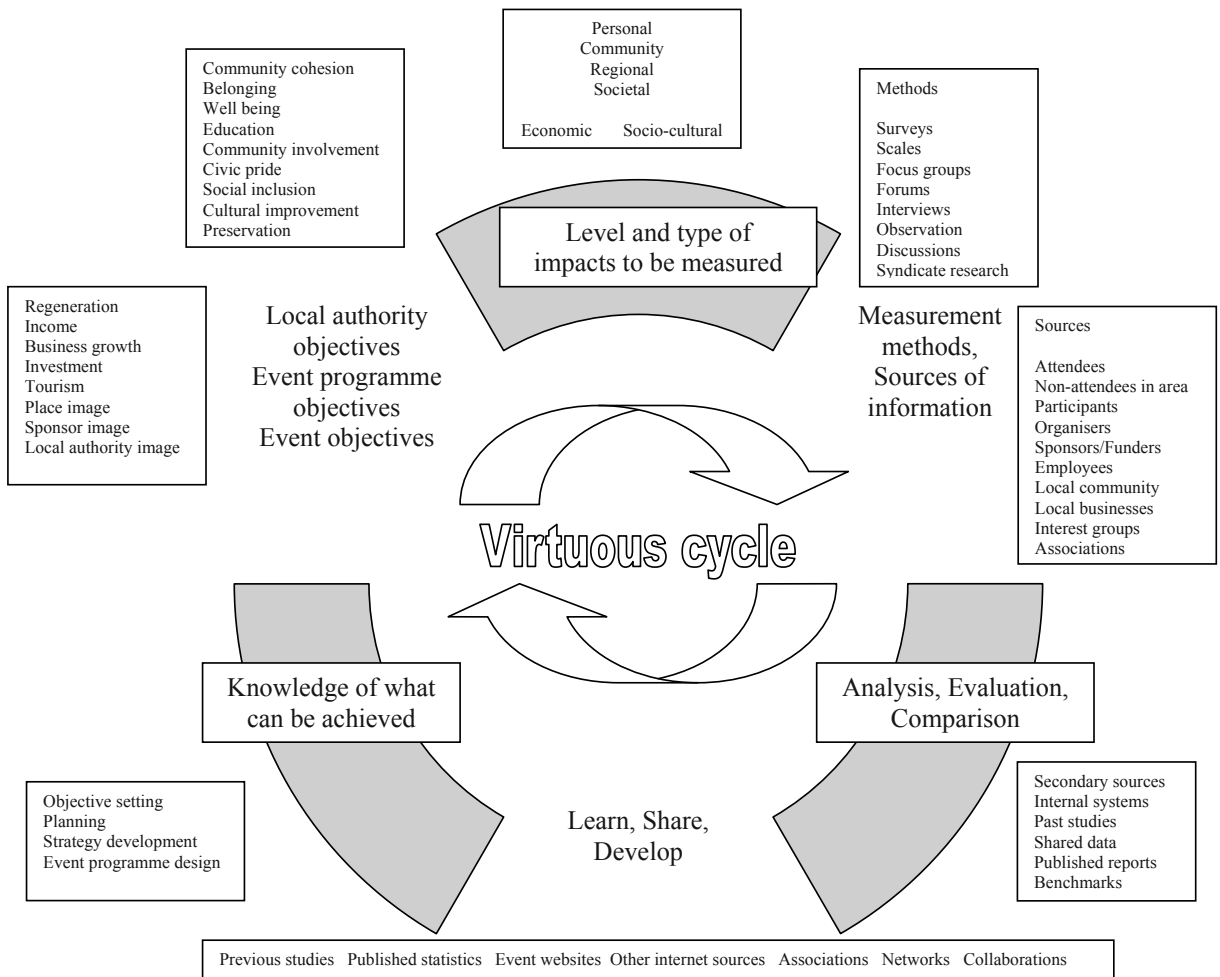 Personal
Community
Regional
Societal
Economic Socio-cultural
Community cohesion
Belonging
Well being
Education
Community involvement
Civic pride
Social inclusion
Cultural improvement
Preservation
Methods
Surveys
Scales
Focus groups
Forums
Interviews
Observation
Discussions
Syndicate research
Level and type of
impacts to be measured
Regeneration
Income
Business growth
Investment
Tourism
Place image
Sponsor image
Local authority image
Local authority
objectives
Event programme
objectives
Event objectives
Measurement
methods,
Sources of
information
Sources
Attendees
Non-attendees in area
Participants
Organisers
Sponsors/Funders
Employees
Local community
Local businesses
Interest groups
Associations
Virtuous cycle
Knowledge of what
can be achieved
Analysis, Evaluation,
Comparison
Objective setting
Planning
Strategy development
Event programme design
Learn, Share,
Develop
Secondary sources
Internal systems
Past studies
Shared data
Published reports
Benchmarks
Previous studies Published statistics Event websites Other internet sources Associations Networks Collaborations